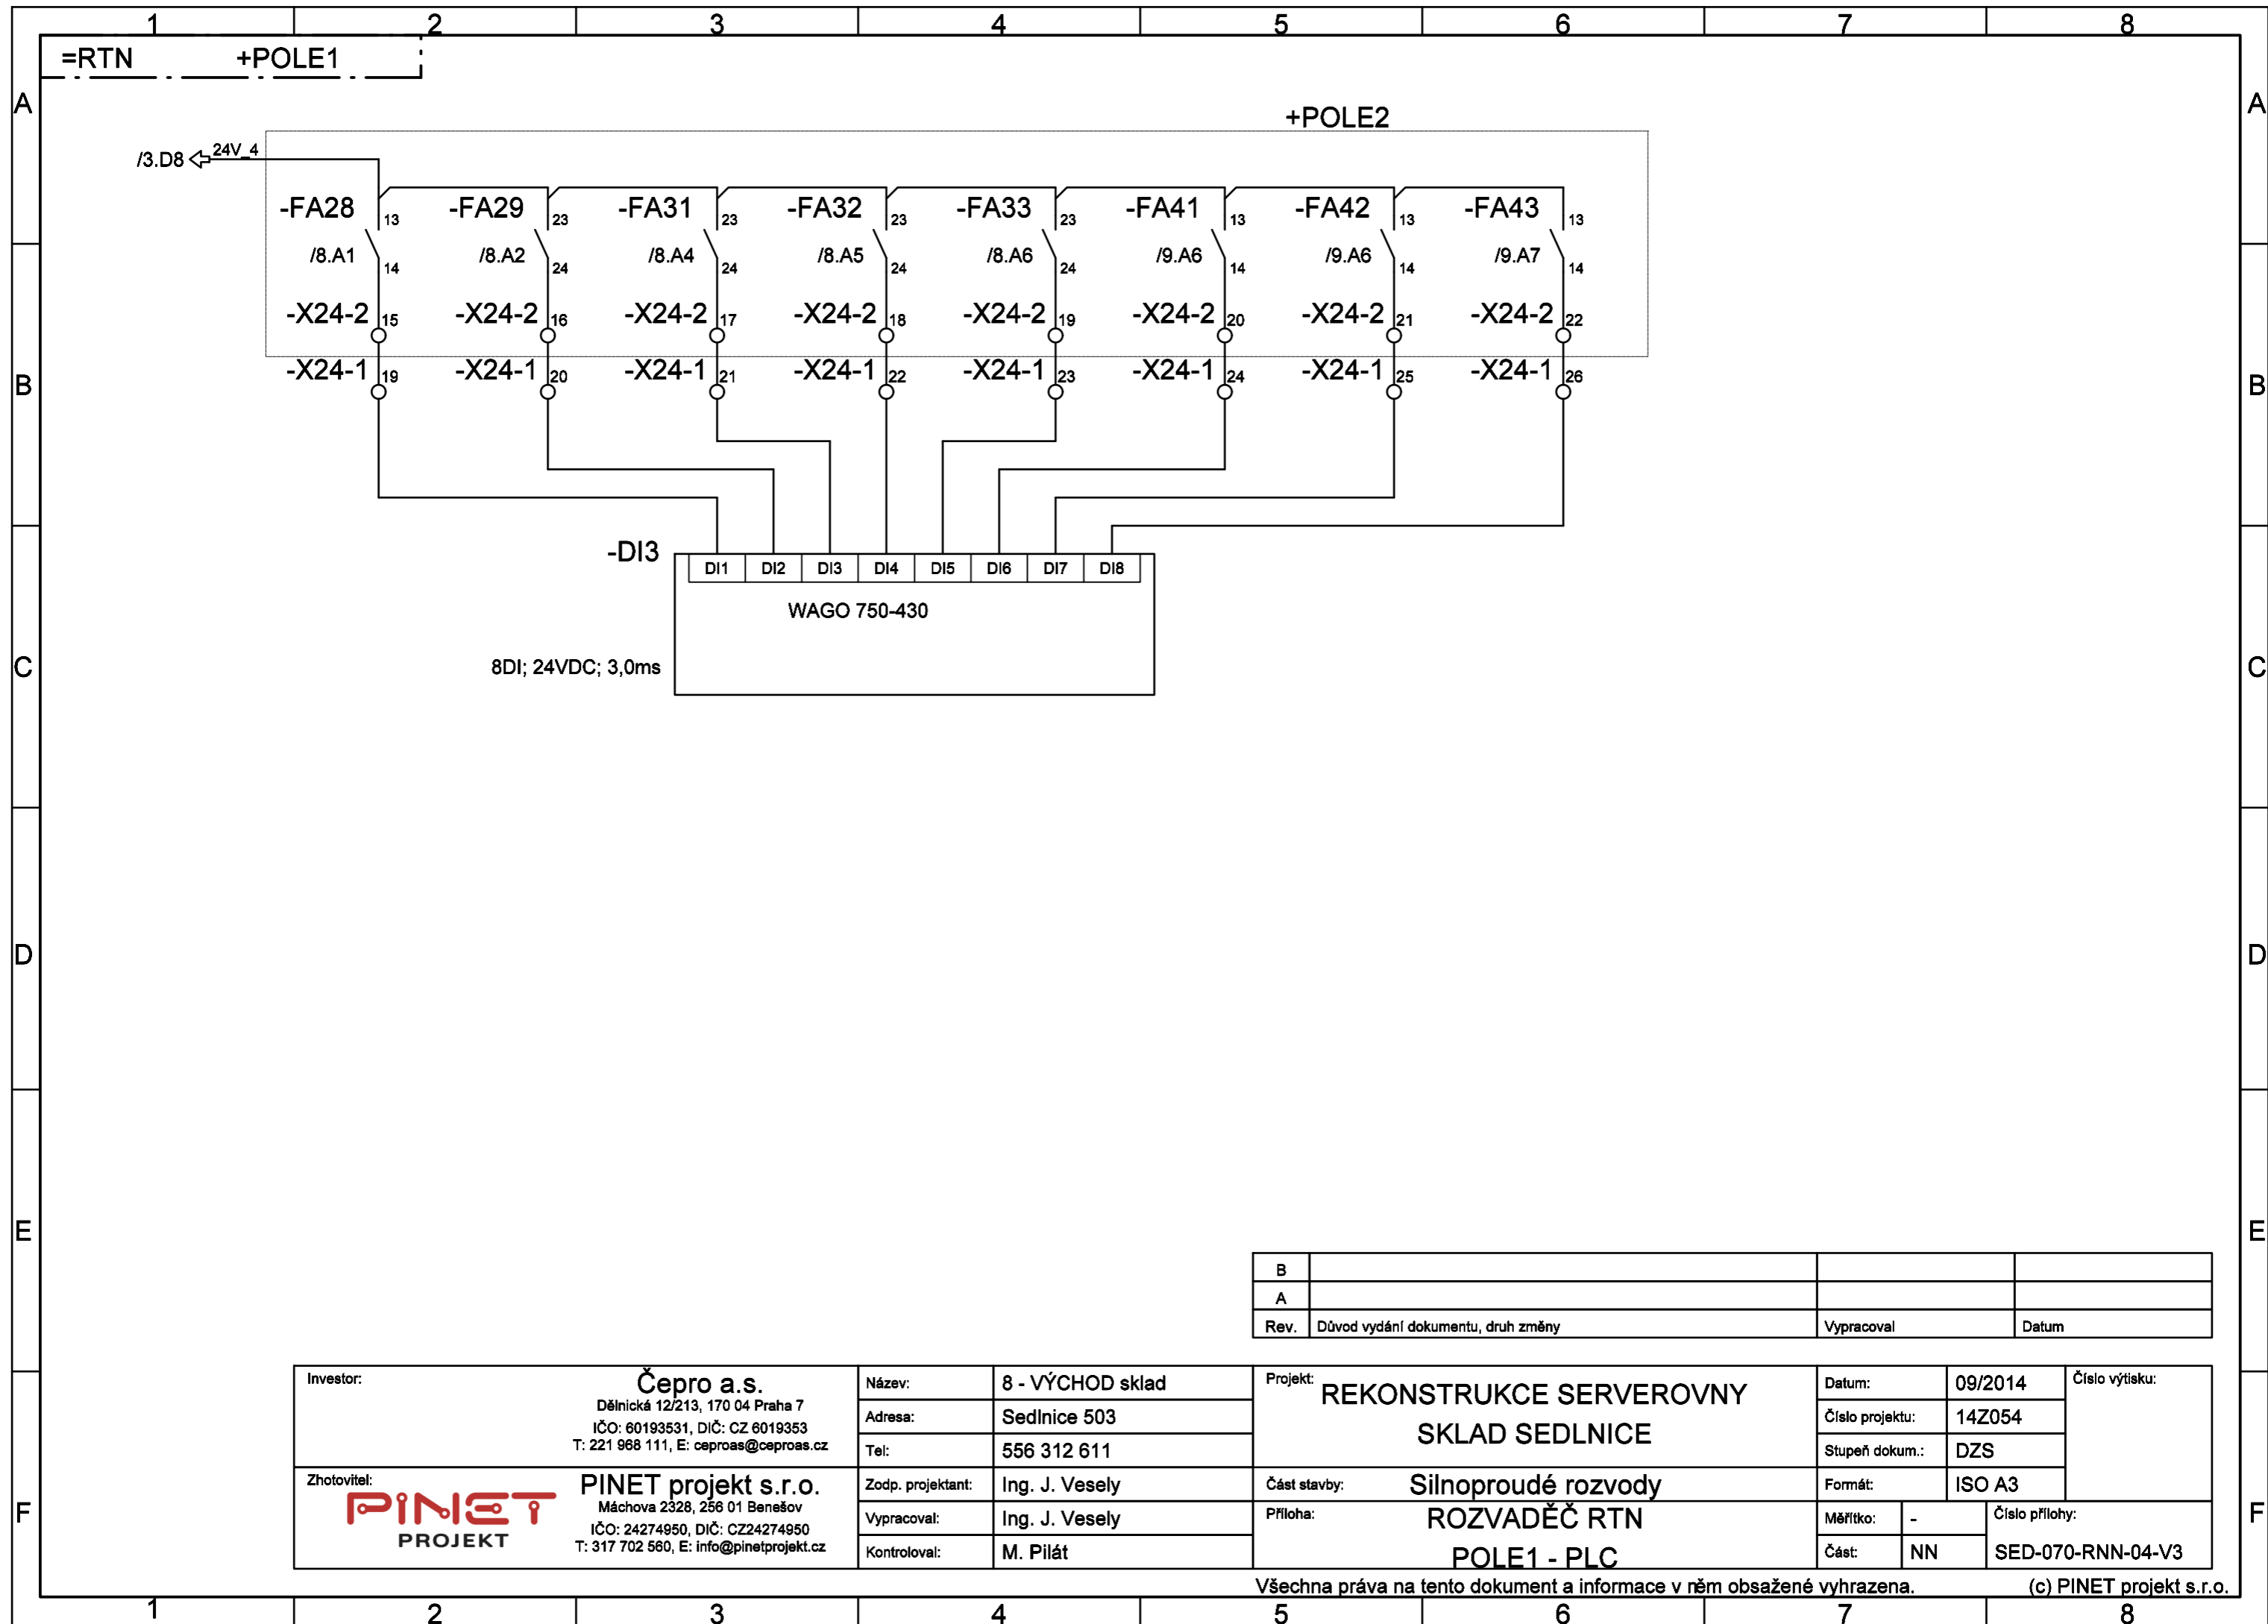 1 2 3 4 5 6 7 8
=RTN +POLE1
A A
+POLE2
/3.D8 24V_4
-FA28 13 -FA29 23 -FA31 23 -FA32 23 -FA33 23 -FA41 13 -FA42 13 -FA43 13
/8.A1 14 /8.A2 24 /8.A4 24 /8.A5 24 /8.A6 24 /9.A6 14 /9.A6 14 /9.A7 14
-X24-2 15 -X24-2 16 -X24-2 17 -X24-2 18 -X24-2 19 -X24-2 20 -X24-2 21 -X24-2 22
-X24-1 19 -X24-1 20 -X24-1 21 -X24-1 22 -X24-1 23 -X24-1 24 -X24-1 25 -X24-1 26
B B
-DI3
DI1 DI2 DI3 DI4 DI5 DI6 DI7 DI8
WAGO 750-430
8DI; 24VDC; 3,0ms
C C
D D
E E
B
A
Rev. Důvod vydání dokumentu, druh změny Vypracoval Datum
Investor:
Čepro a.s.
Dělnická 12/213, 170 04 Praha 7
IČO: 60193531, DIČ: CZ 6019353
T: 221 968 111, E: ceproas@ceproas.cz
Název: 8 - VÝCHOD sklad
Adresa: Sedlnice 503
Tel: 556 312 611
Projekt: REKONSTRUKCE SERVEROVNY
SKLAD SEDLNICE
Datum: 09/2014
Číslo projektu: 14Z054
Stupeň dokum.: DZS
Číslo výtisku:
Zhotovitel:
PINET
PROJEKT
PINET projekt s.r.o.
Máchova 2328, 256 01 Benešov
IČO: 24274950, DIČ: CZ24274950
T: 317 702 560, E: info@pinetprojekt.cz
Zodp. projektant: Ing. J. Vesely
Vypracoval: Ing. J. Vesely
Kontroloval: M. Pilát
Část stavby: Silnoproudé rozvody
Příloha: ROZVADĚČ RTN
POLE1 - PLC
Formát: ISO A3
Měřítko: -
Část: NN
Číslo přílohy:
SED-070-RNN-04-V3
F F
Všechna práva na tento dokument a informace v něm obsažené vyhrazena. (c) PINET projekt s.r.o.
1 2 3 4 5 6 7 8